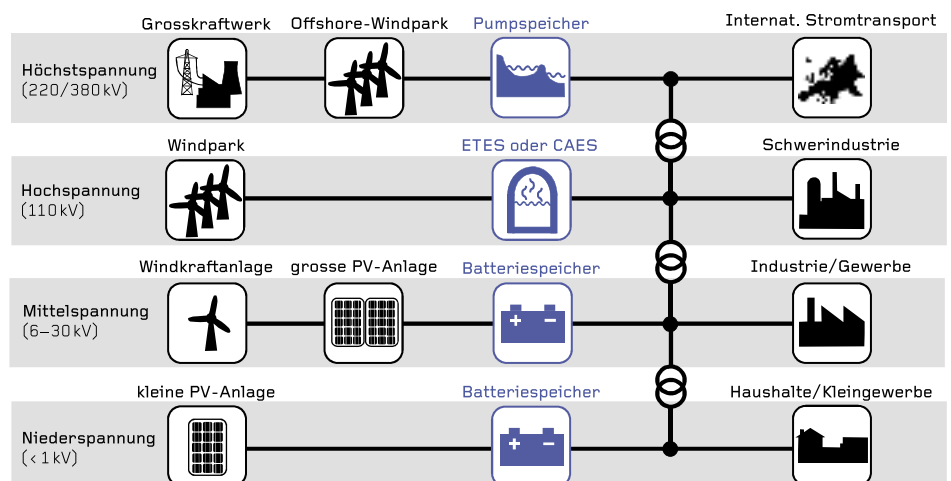 Grosskraftwerk Offshore-Windpark Pumpspeicher Internat. Stromtransport
Höchstspannung
(220/380 kV)
Windpark ETES oder CAES Schwerindustrie
Hochspannung
(110 kV)
Windkraftanlage grosse PV-Anlage Batteriespeicher Industrie/Gewerbe
Mittelspannung
(6–30 kV)
kleine PV-Anlage Batteriespeicher Haushalte/Kleingewerbe
Niederspannung
(< 1 kV)